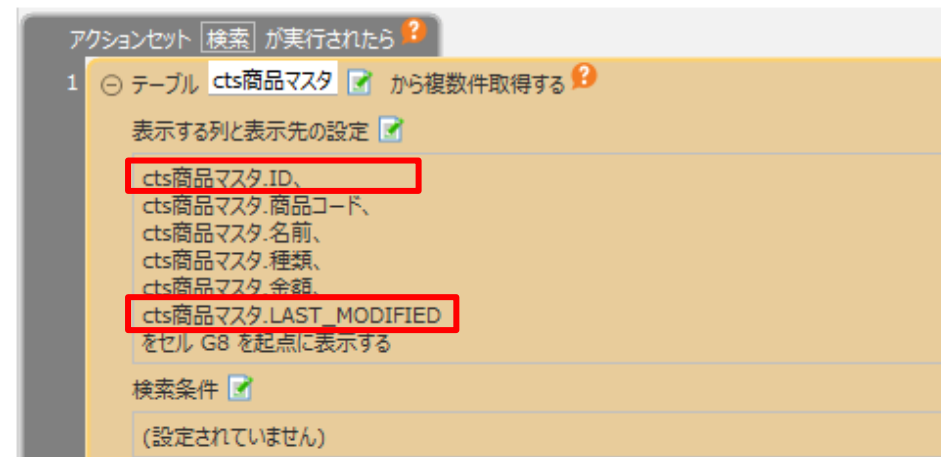 アクションセット 検索 が実行されたら ?
1 テーブル cts商品マスタ から複数件取得する ?
表示する列と表示先の設定
cts商品マスタ.ID、
cts商品マスタ.商品コード、
cts商品マスタ.名前、
cts商品マスタ.種類、
cts商品マスタ.金額、
cts商品マスタ.LAST_MODIFIED
をセル G8 を起点に表示する
検索条件
(設定されていません)